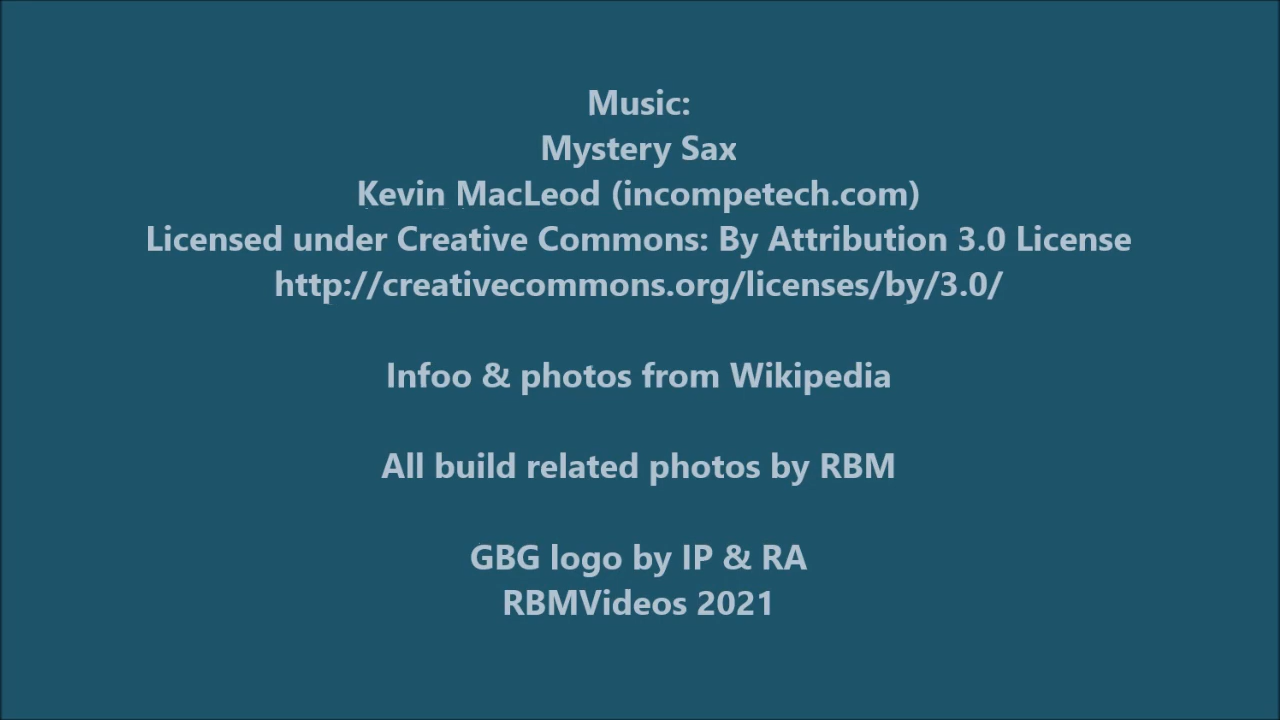 Music:
Mystery Sax
Kevin MacLeod (incompetech.com)
Licensed under Creative Commons: By Attribution 3.0 License
http://creativecommons.org/licenses/by/3.0/
Infoo & photos from Wikipedia
All build related photos by RBM
GBG logo by IP & RA
RBMVideos 2021